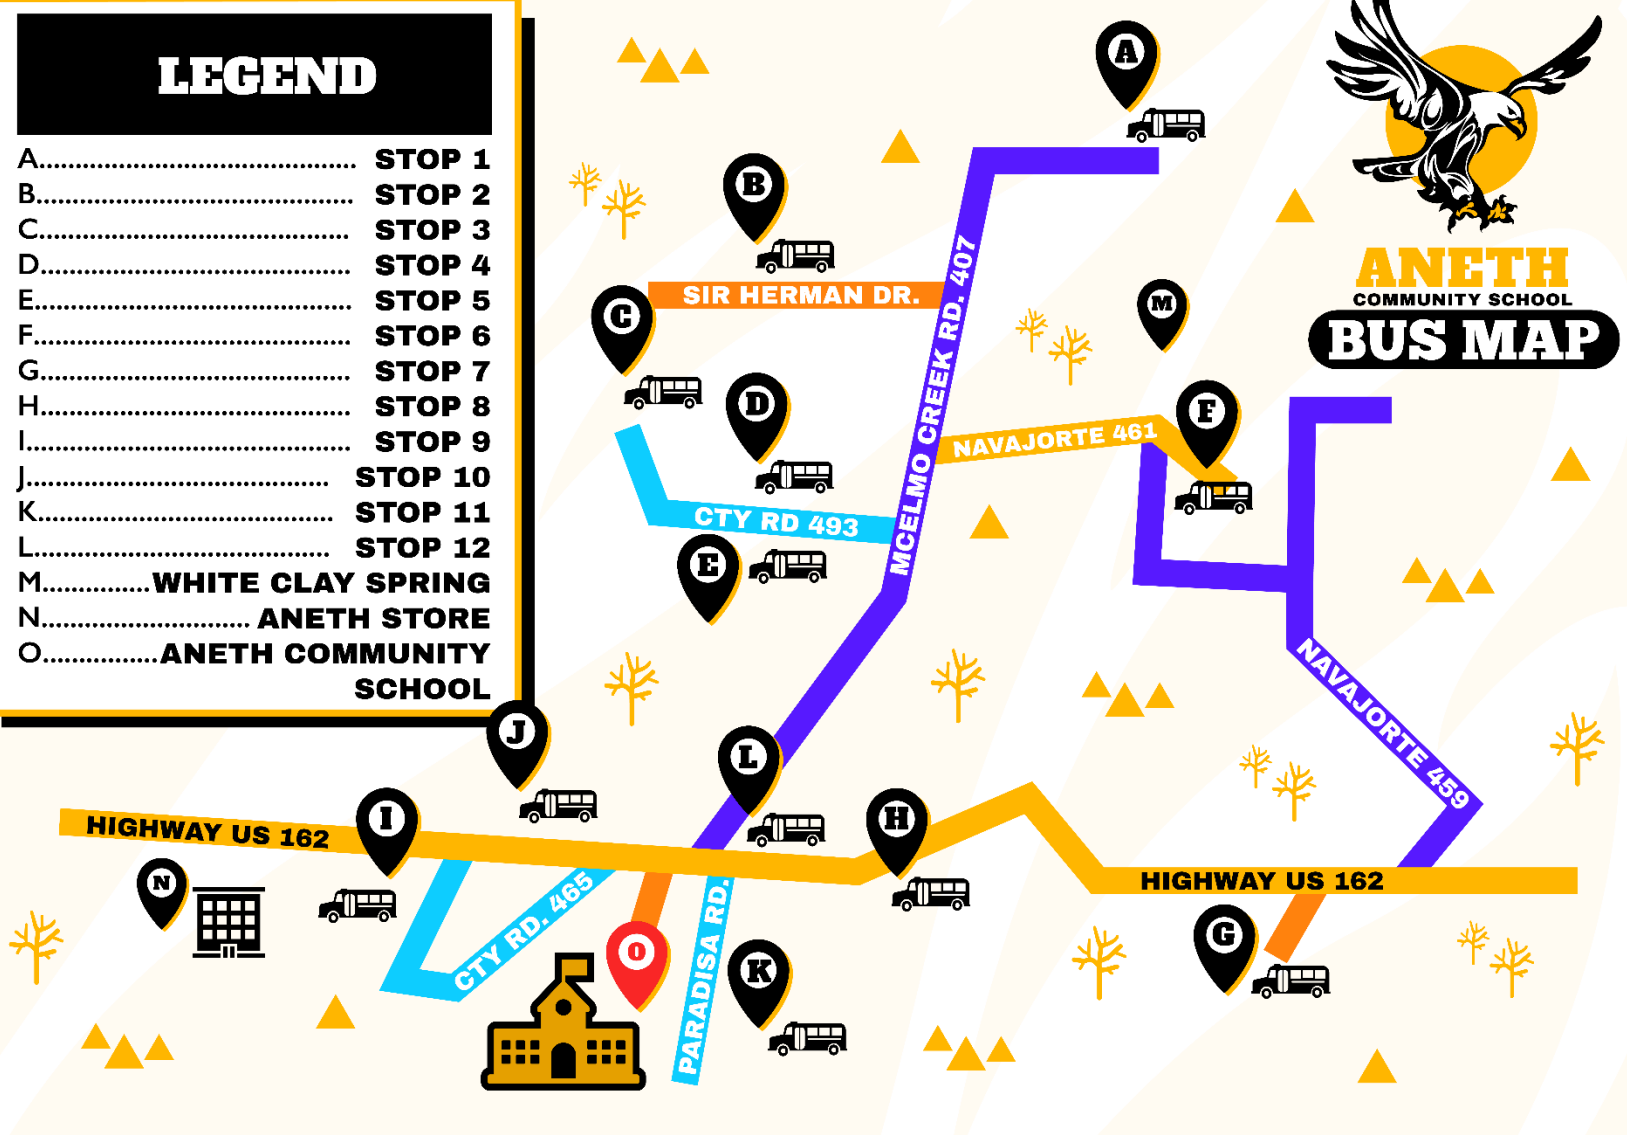 LEGEND
A............................................ STOP 1
B............................................ STOP 2
C........................................... STOP 3
D........................................... STOP 4
E............................................ STOP 5
F............................................ STOP 6
G........................................... STOP 7
H........................................... STOP 8
I............................................. STOP 9
J.......................................... STOP 10
K......................................... STOP 11
L......................................... STOP 12
M...............WHITE CLAY SPRING
N............................. ANETH STORE
O................ANETH COMMUNITY
SCHOOL
A
B
C
D
E
F
M
J
L
I
H
N
O
K
G
SIR HERMAN DR.
MCELMO CREEK RD. 407
NAVAJORTE 461
CTY RD 493
NAVAJORTE 459
HIGHWAY US 162
HIGHWAY US 162
CTY RD. 465
PARADISA RD.
ANETH
COMMUNITY SCHOOL
BUS MAP